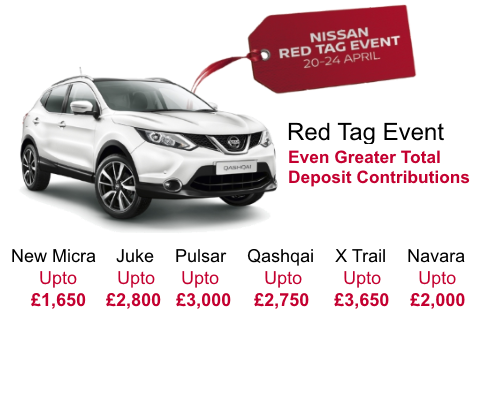 NISSAN
RED TAG EVENT
20-24 APRIL
Red Tag Event
Even Greater Total
Deposit Contributions
QASHQAI
New Micra Juke Pulsar Qashqai X Trail Navara
Upto Upto Upto Upto Upto Upto
£1,650 £2,800 £3,000 £2,750 £3,650 £2,000